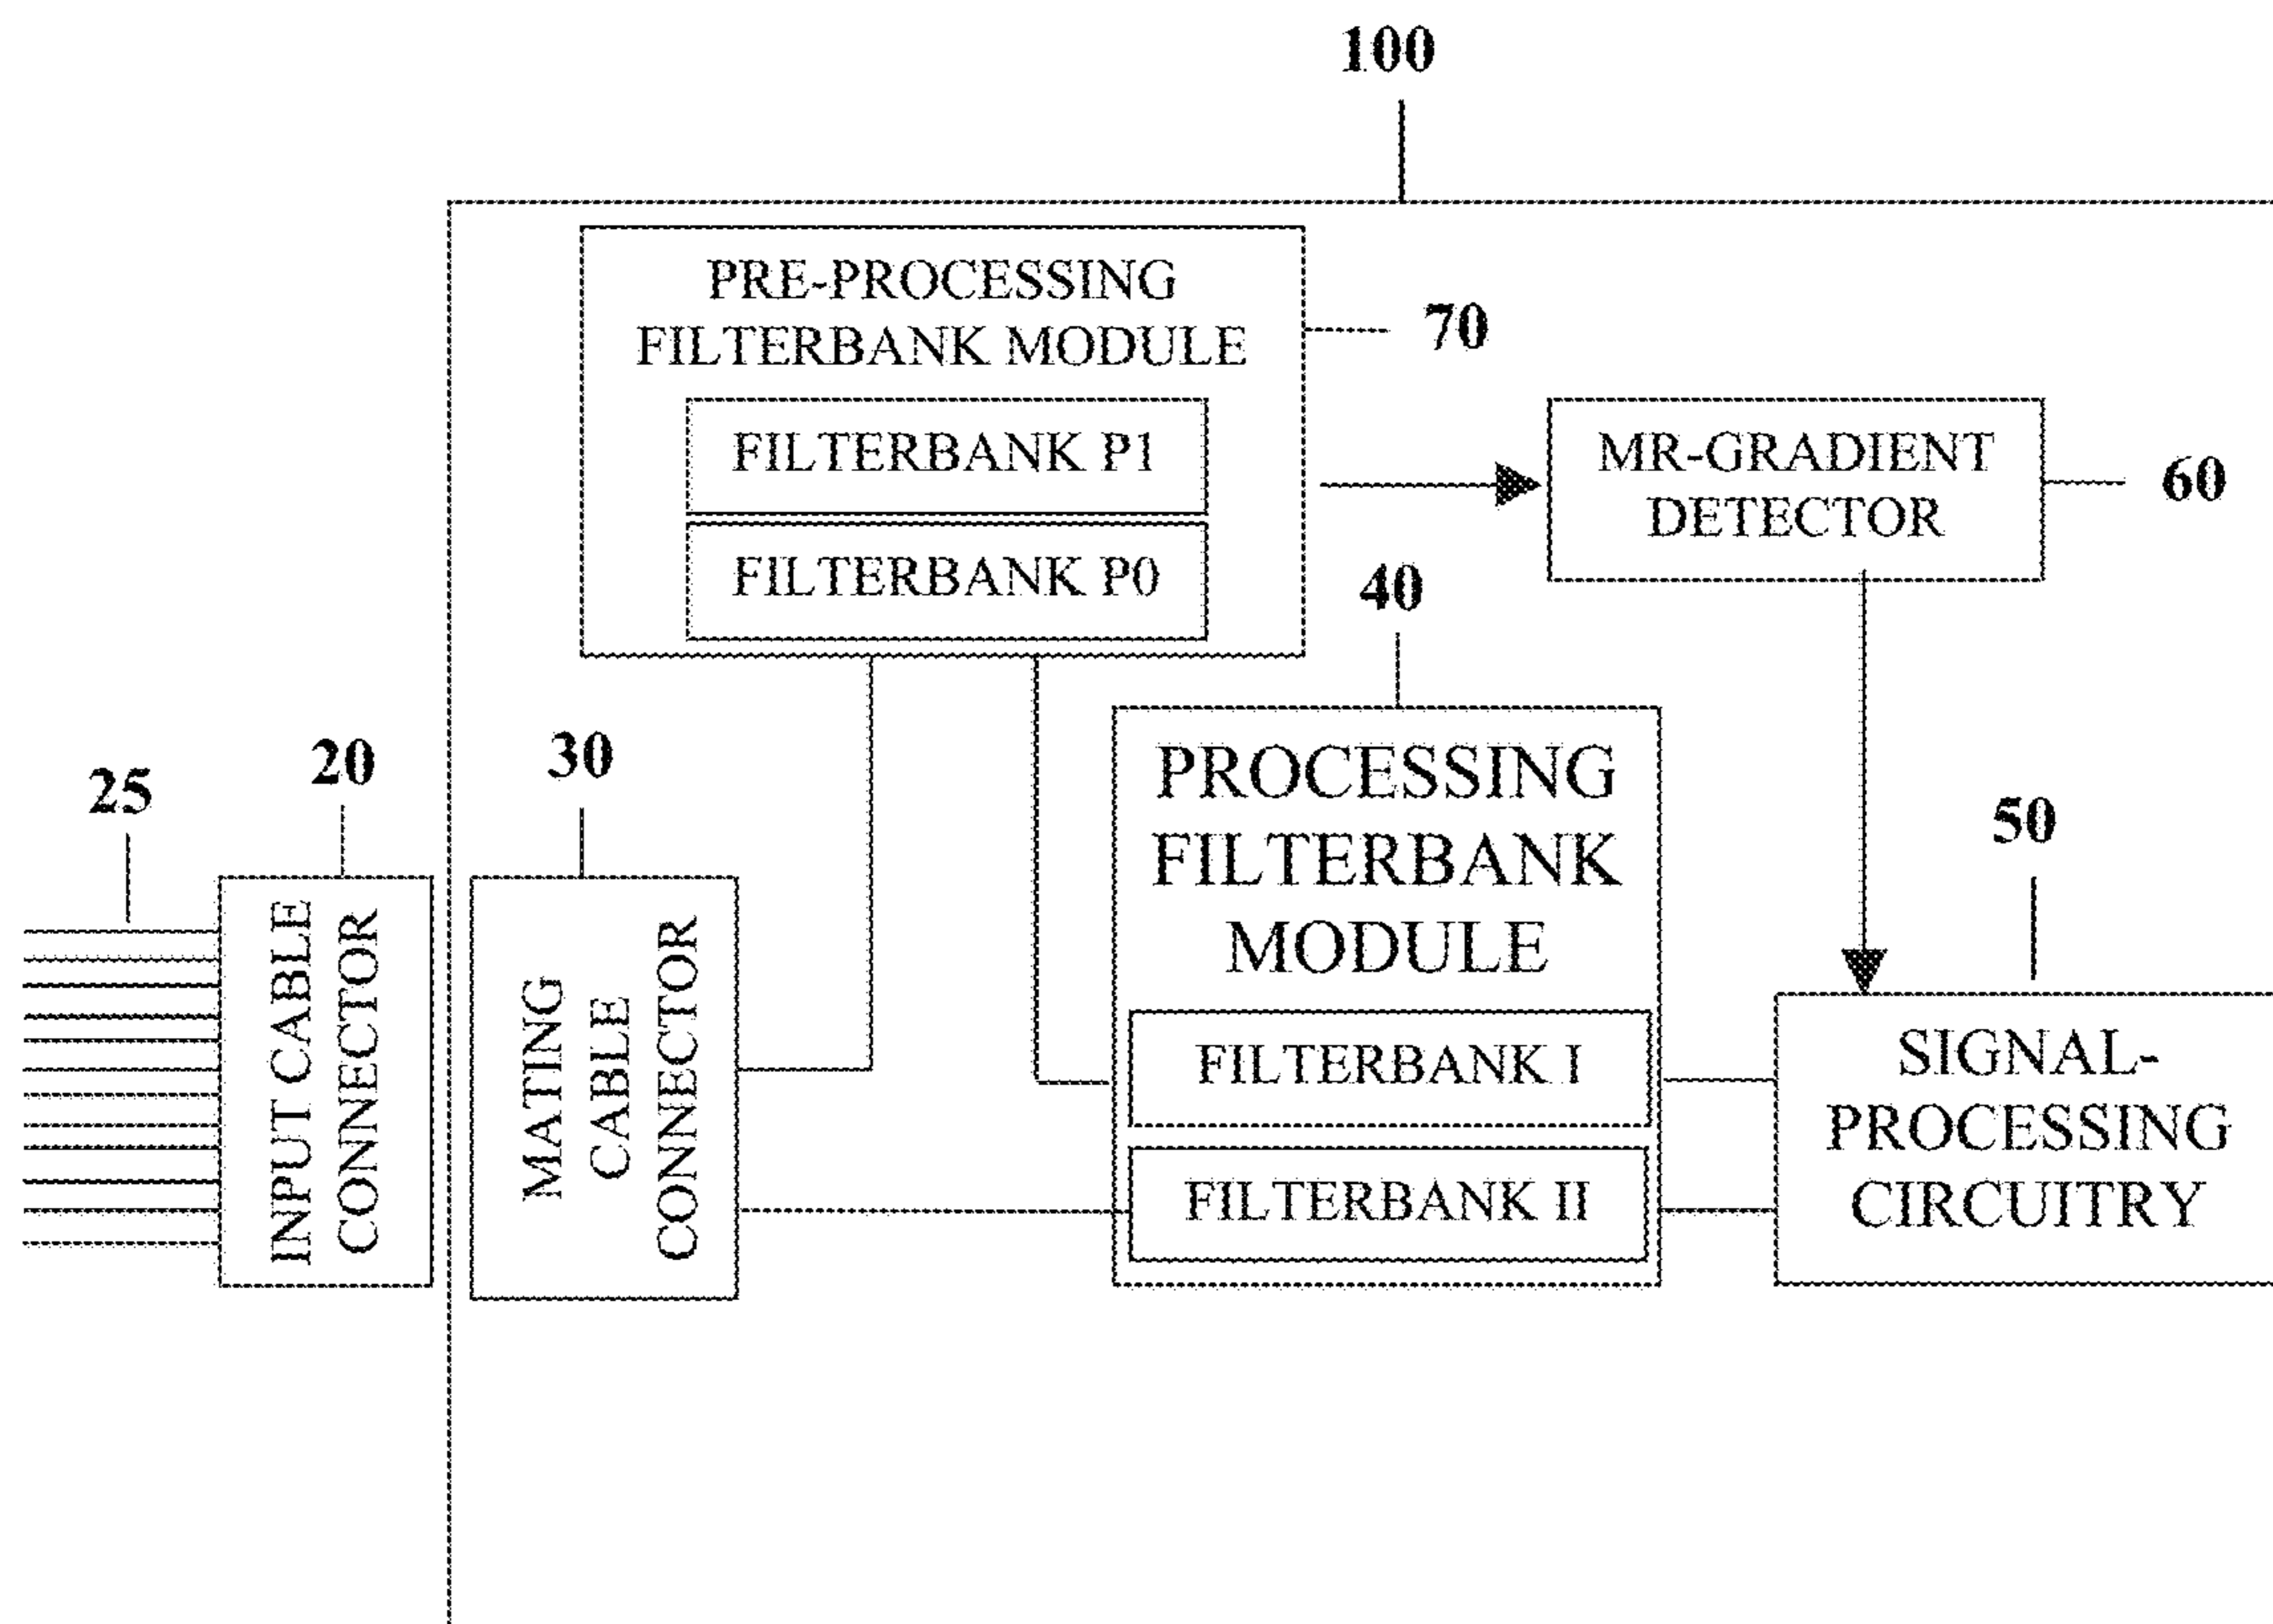 100
PRE-PROCESSING
FILTERBANK MODULE
70
FILTERBANK P1
FILTERBANK P0
MR-GRADIENT
DETECTOR
60
40
PROCESSING
FILTERBANK
MODULE
FILTERBANK I
FILTERBANK II
25
20
INPUT CABLE
CONNECTOR
30
MATING
CABLE
CONNECTOR
50
SIGNAL-
PROCESSING
CIRCUITRY